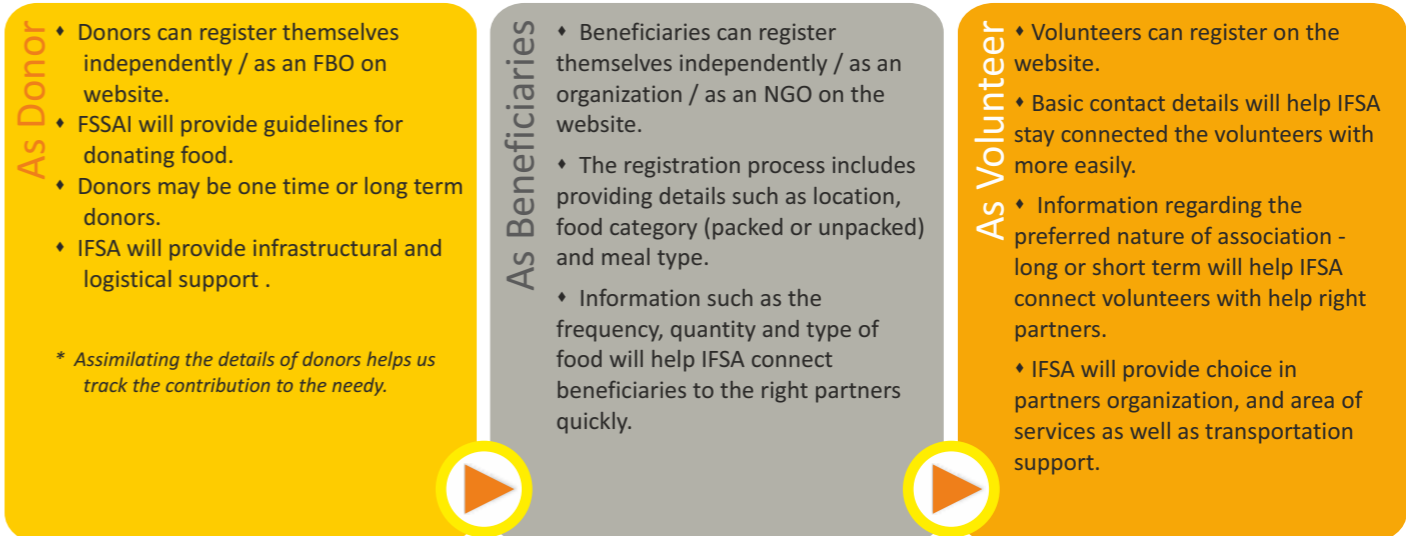 As Donor
♦ Donors can register themselves
independently / as an FBO on
website.
♦ FSSAI will provide guidelines for
donating food.
♦ Donors may be one time or long term
donors.
♦ IFSA will provide infrastructural and
logistical support .
* Assimilating the details of donors helps us
track the contribution to the needy.
As Beneficiaries
♦ Beneficiaries can register
themselves independently / as an
organization / as an NGO on the
website.
♦ The registration process includes
providing details such as location,
food category (packed or unpacked)
and meal type.
♦ Information such as the
frequency, quantity and type of
food will help IFSA connect
beneficiaries to the right partners
quickly.
As Volunteer
♦ Volunteers can register on the
website.
♦ Basic contact details will help IFSA
stay connected the volunteers with
more easily.
♦ Information regarding the
preferred nature of association -
long or short term will help IFSA
connect volunteers with help right
partners.
♦ IFSA will provide choice in
partners organization, and area of
services as well as transportation
support.